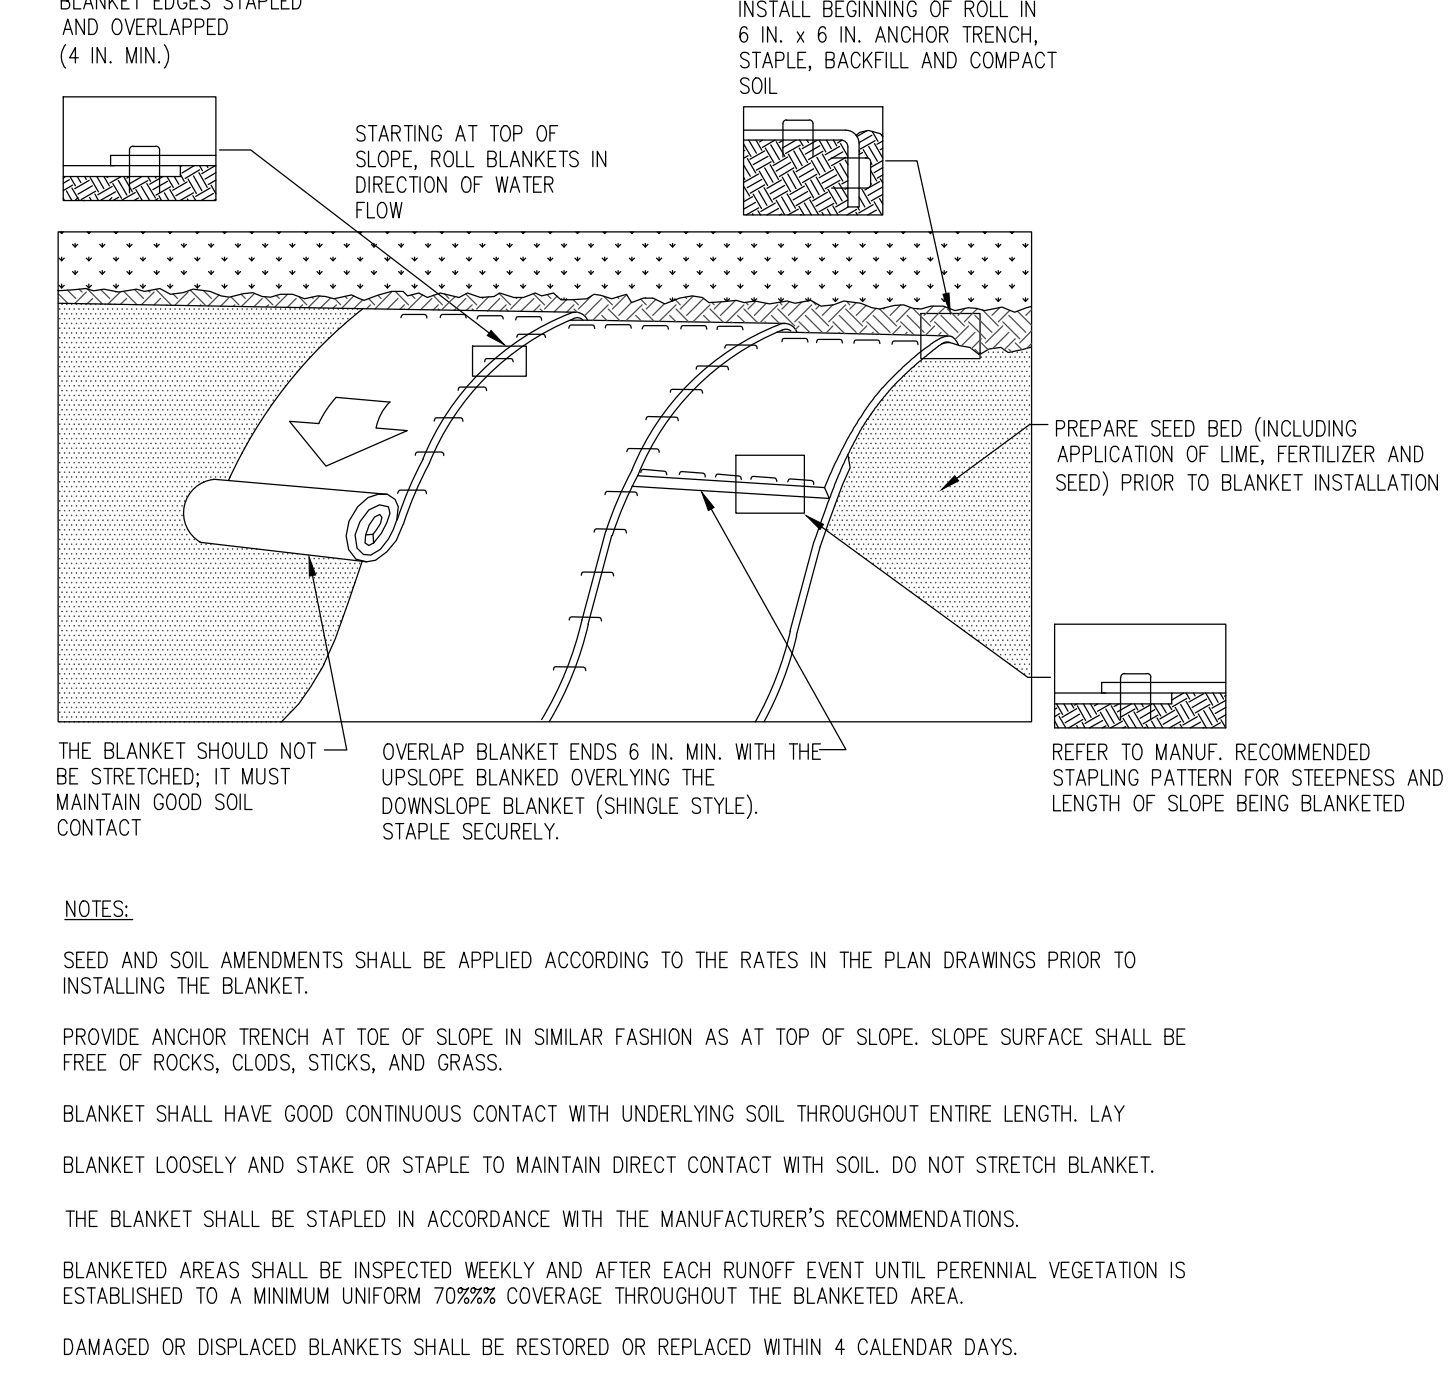 BLANKET EDGES STAPLED
AND OVERLAPPED
(4 IN. MIN.)
INSTALL BEGINNING OF ROLL IN
6 IN. x 6 IN. ANCHOR TRENCH,
STAPLE, BACKFILL AND COMPACT
SOIL
STARTING AT TOP OF
SLOPE, ROLL BLANKETS IN
DIRECTION OF WATER
FLOW
PREPARE SEED BED (INCLUDING
APPLICATION OF LIME, FERTILIZER AND
SEED) PRIOR TO BLANKET INSTALLATION
THE BLANKET SHOULD NOT
BE STRETCHED; IT MUST
MAINTAIN GOOD SOIL
CONTACT
OVERLAP BLANKET ENDS 6 IN. MIN. WITH THE
UPSLOPE BLANKED OVERLYING THE
DOWNSLOPE BLANKET (SHINGLE STYLE).
STAPLE SECURELY.
REFER TO MANUF. RECOMMENDED
STAPLING PATTERN FOR STEEPNESS AND
LENGTH OF SLOPE BEING BLANKETED
NOTES:
SEED AND SOIL AMENDMENTS SHALL BE APPLIED ACCORDING TO THE RATES IN THE PLAN DRAWINGS PRIOR TO
INSTALLING THE BLANKET.
PROVIDE ANCHOR TRENCH AT TOE OF SLOPE IN SIMILAR FASHION AS AT TOP OF SLOPE. SLOPE SURFACE SHALL BE
FREE OF ROCKS, CLODS, STICKS, AND GRASS.
BLANKET SHALL HAVE GOOD CONTINUOUS CONTACT WITH UNDERLYING SOIL THROUGHOUT ENTIRE LENGTH. LAY
BLANKET LOOSELY AND STAKE OR STAPLE TO MAINTAIN DIRECT CONTACT WITH SOIL. DO NOT STRETCH BLANKET.
THE BLANKET SHALL BE STAPLED IN ACCORDANCE WITH THE MANUFACTURER'S RECOMMENDATIONS.
BLANKETED AREAS SHALL BE INSPECTED WEEKLY AND AFTER EACH RUNOFF EVENT UNTIL PERENNIAL VEGETATION IS
ESTABLISHED TO A MINIMUM UNIFORM 70%%% COVERAGE THROUGHOUT THE BLANKETED AREA.
DAMAGED OR DISPLACED BLANKETS SHALL BE RESTORED OR REPLACED WITHIN 4 CALENDAR DAYS.